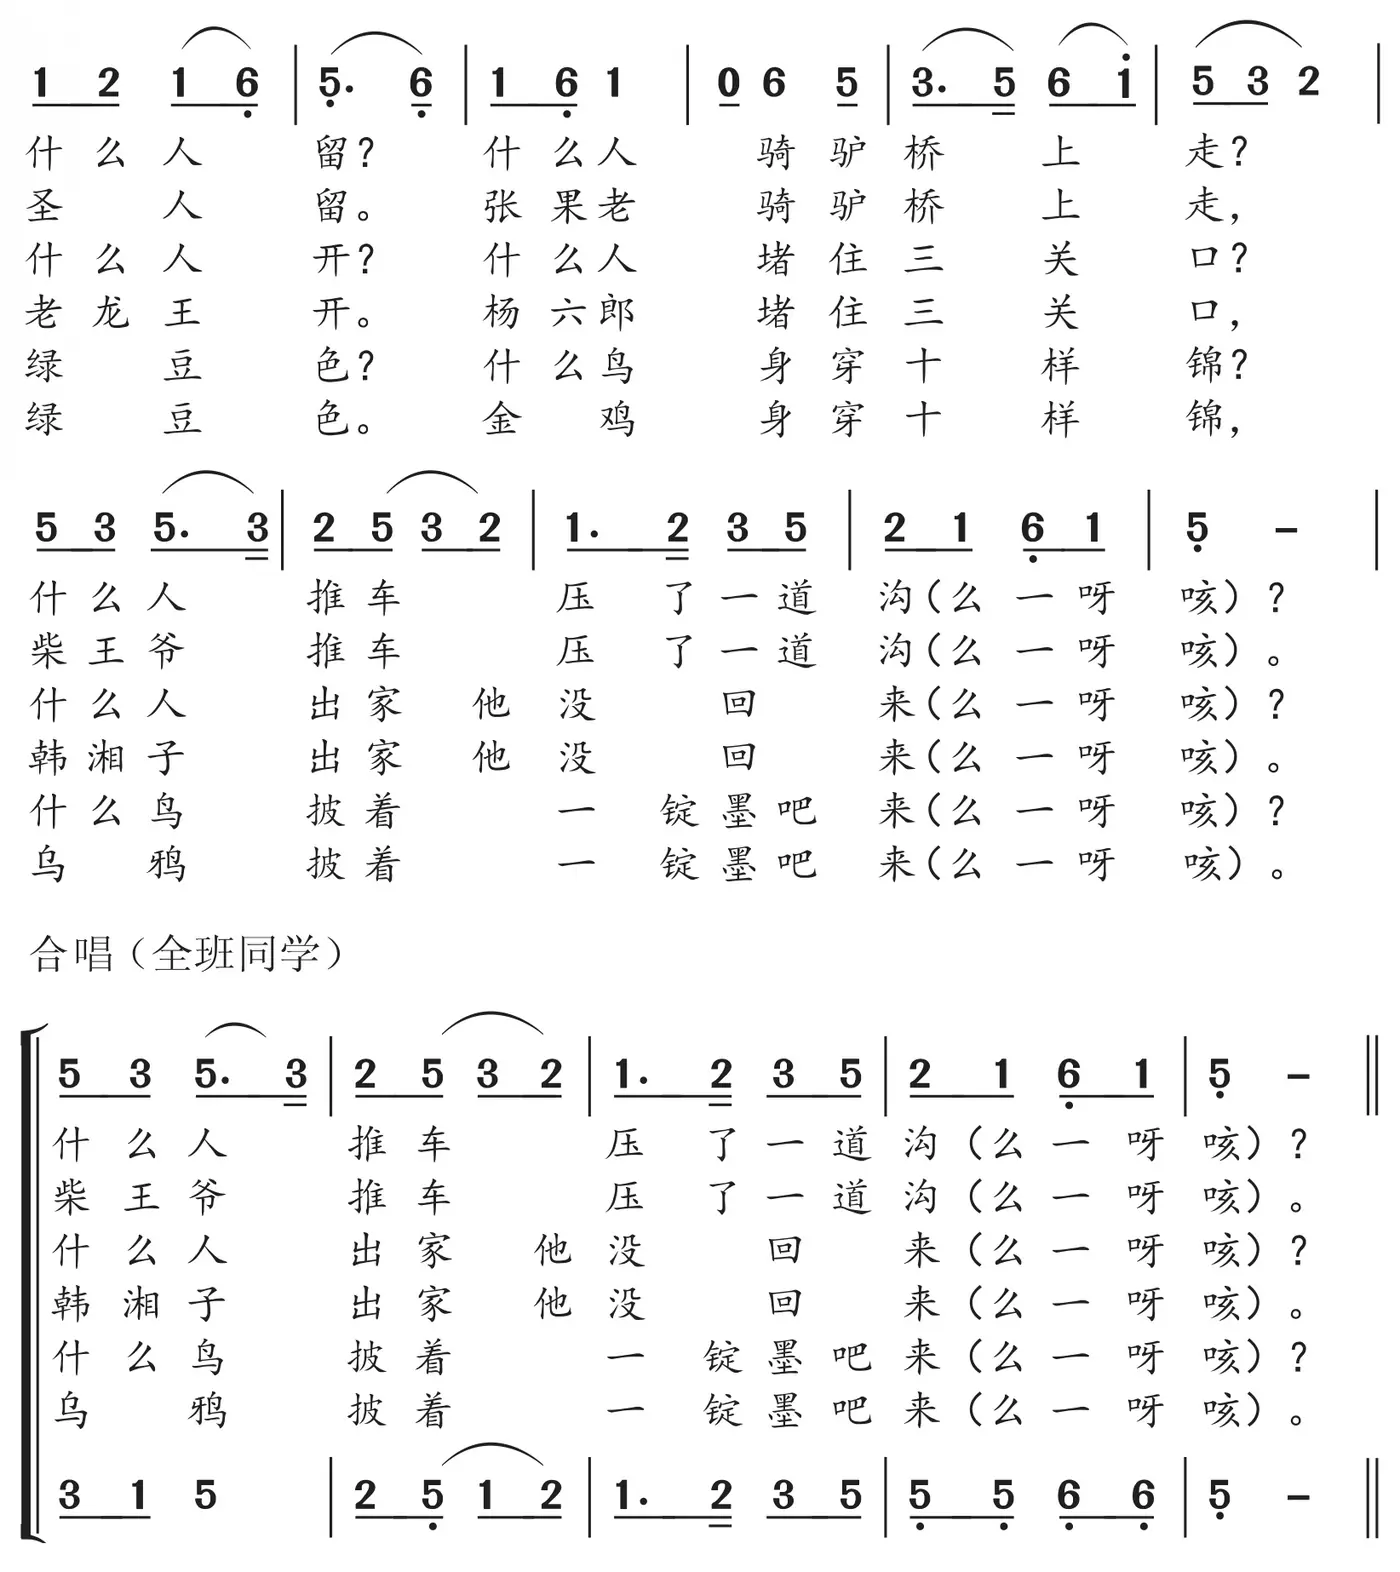 1 2 1 6 | 5. 6 | 1 6 1 | 0 6 5 | 3. 5 6 1 | 5 3 2 |
什么人 留？ 什么人 骑驴桥上 走？
圣人 留。 张果老 骑驴桥上 走，
什么人 开？ 什么人 堵住三关 口？
老龙王 开。 杨六郎 堵住三关 口，
绿豆 色？ 什么鸟 身穿十样 锦？
绿豆 色。 金鸡 身穿十样 锦，
5 3 5. 3 | 2 5 3 2 | 1. 2 3 5 | 2 1 6 1 | 5 – |
什么人 推车 压了一道 沟（么一呀 咳）？
柴王爷 推车 压了一道 沟（么一呀 咳）。
什么人 出家他 没回 来（么一呀 咳）？
韩湘子 出家他 没回 来（么一呀 咳）。
什么鸟 披着 一锭墨吧 来（么一呀 咳）？
乌鸦 披着 一锭墨吧 来（么一呀 咳）。
合唱（全班同学）
5 3 5. 3 | 2 5 3 2 | 1. 2 3 5 | 2 1 6 1 | 5 – ||
什么人 推车 压了一道 沟（么一呀 咳）？
柴王爷 推车 压了一道 沟（么一呀 咳）。
什么人 出家他 没回 来（么一呀 咳）？
韩湘子 出家他 没回 来（么一呀 咳）。
什么鸟 披着 一锭墨吧 来（么一呀 咳）？
乌鸦 披着 一锭墨吧 来（么一呀 咳）。
3 1 5 | 2 5 1 2 | 1. 2 3 5 | 5 5 6 6 | 5 – ||